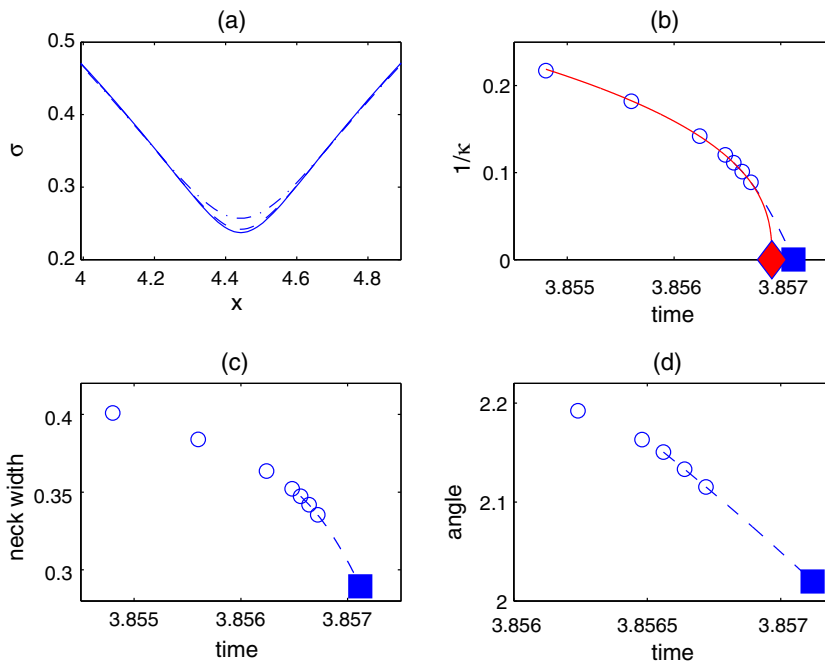 (a)
0.5
0.4
0.3
0.2
σ
4
4.2
4.4
4.6
4.8
x
(b)
0.2
0.1
0
1/κ
3.855
3.856
3.857
time
(c)
0.4
0.35
0.3
neck width
3.855
3.856
3.857
time
(d)
2.2
2.1
2
angle
3.856
3.8565
3.857
time